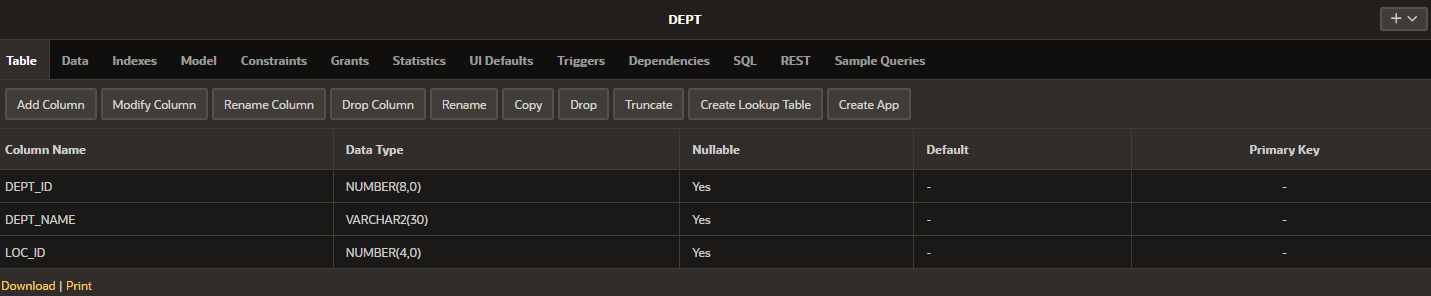 DEPT
Table Data Indexes Model Constraints Grants Statistics UI Defaults Triggers Dependencies SQL REST Sample Queries
Add Column Modify Column Rename Column Drop Column Rename Copy Drop Truncate Create Lookup Table Create App
Column Name Data Type Nullable Default Primary Key
DEPT_ID NUMBER(8,0) Yes - -
DEPT_NAME VARCHAR2(30) Yes - -
LOC_ID NUMBER(4,0) Yes - -
Download | Print